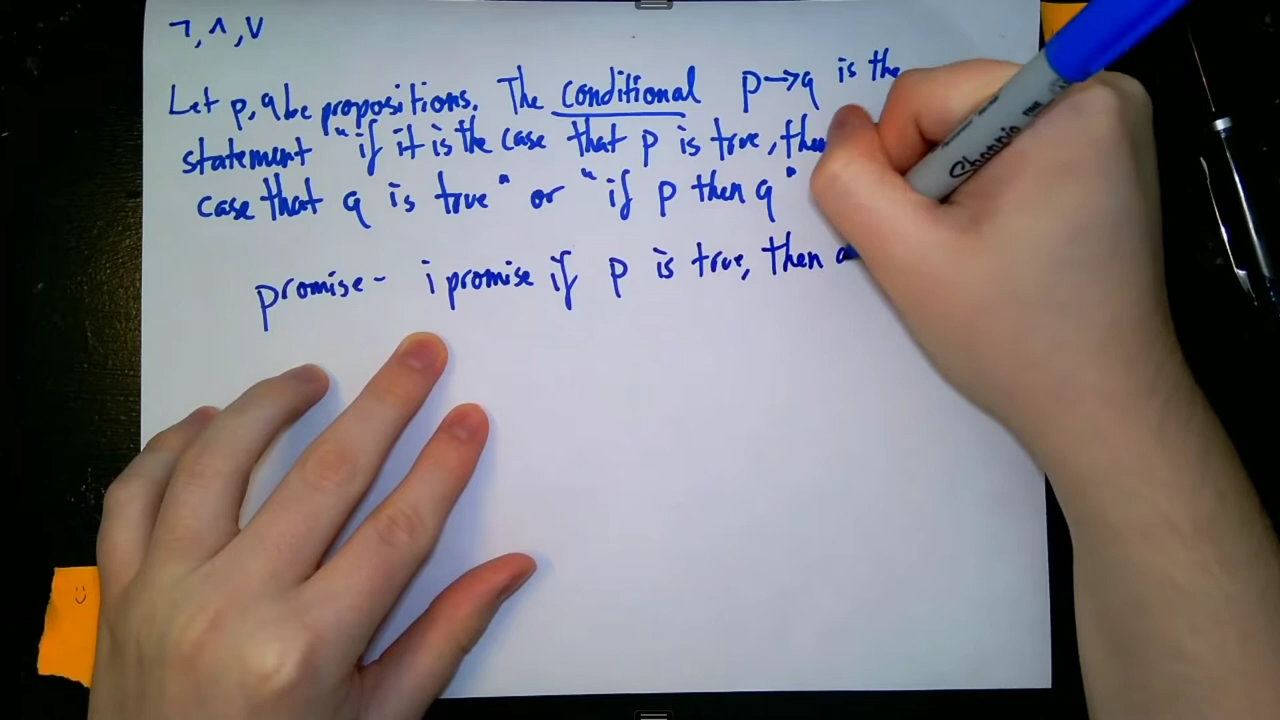 ¬, ∧, ∨
Let p, q be propositions. The conditional p→q is the
statement "if it is the case that p is true, then
case that q is true" or "if p then q"
promise - i promise if p is true, then
Sharpie